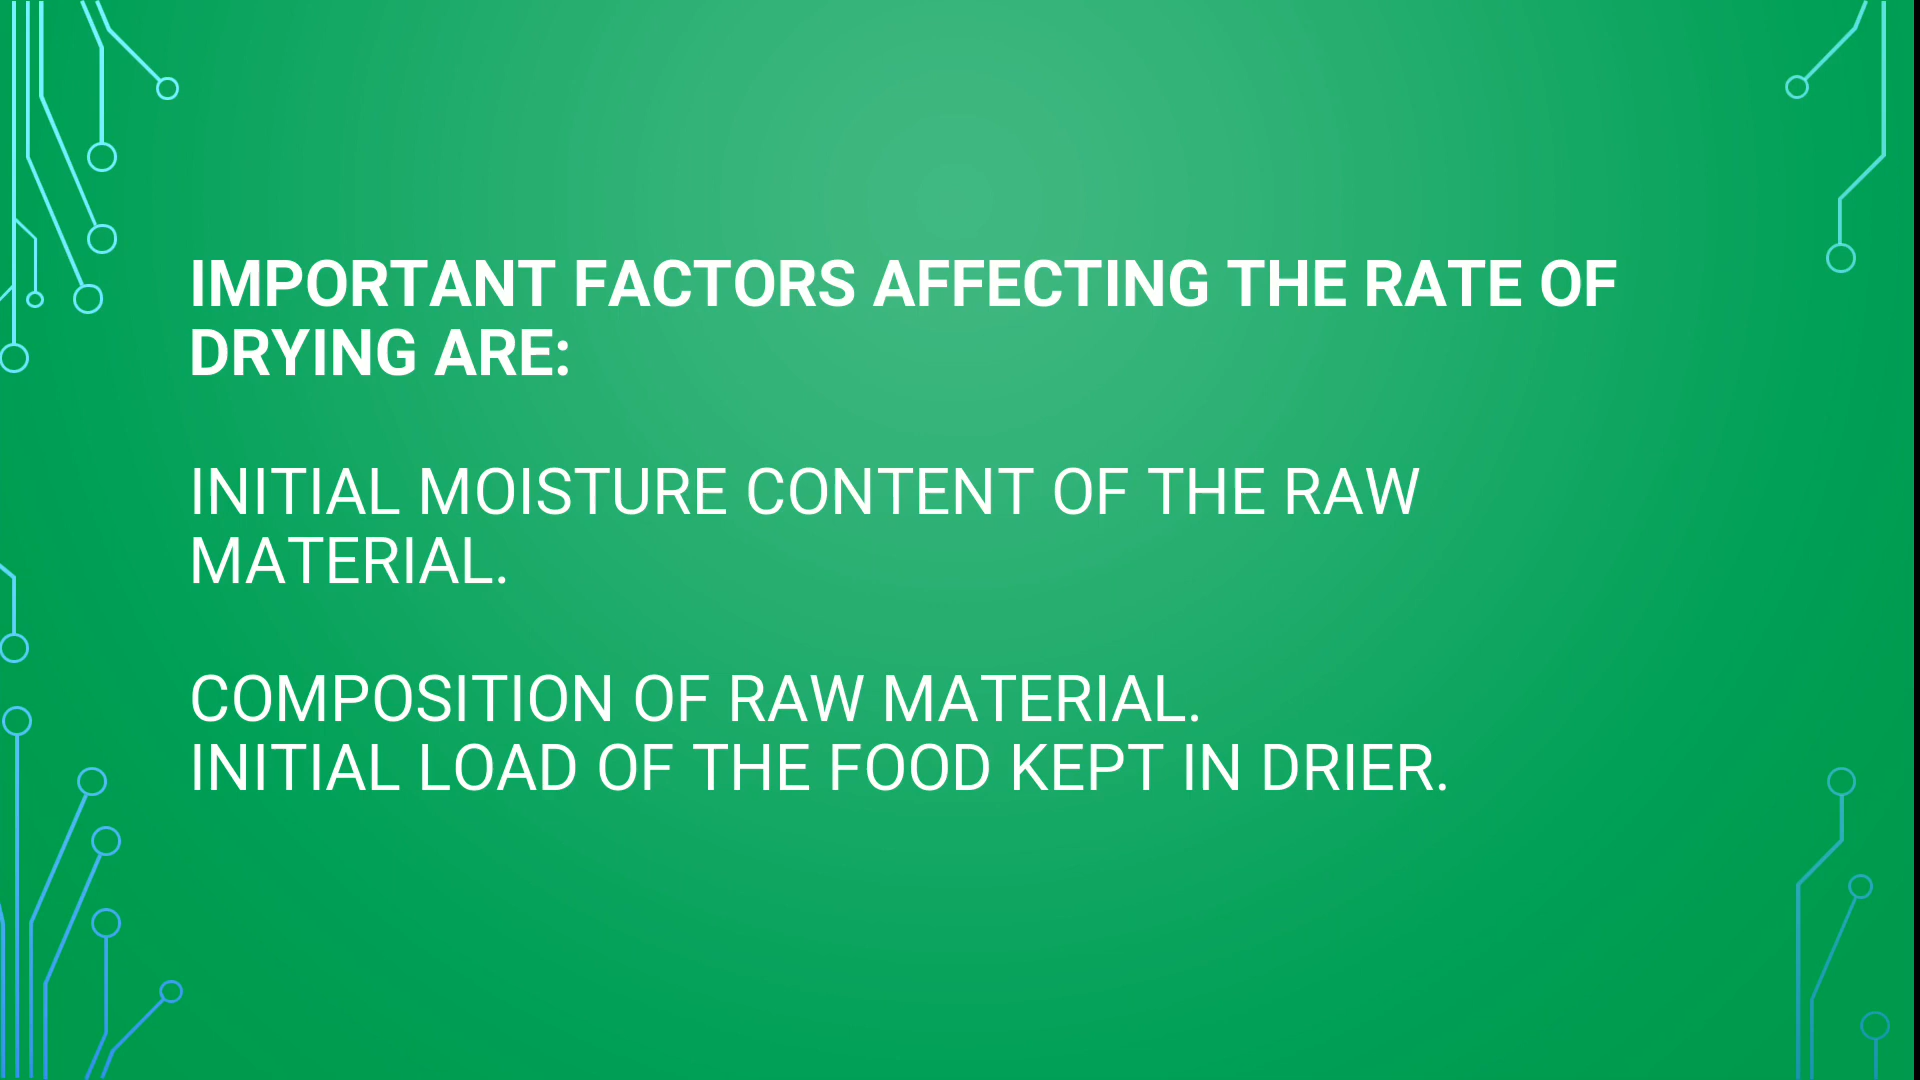 IMPORTANT FACTORS AFFECTING THE RATE OF
DRYING ARE:
INITIAL MOISTURE CONTENT OF THE RAW
MATERIAL.
COMPOSITION OF RAW MATERIAL.
INITIAL LOAD OF THE FOOD KEPT IN DRIER.